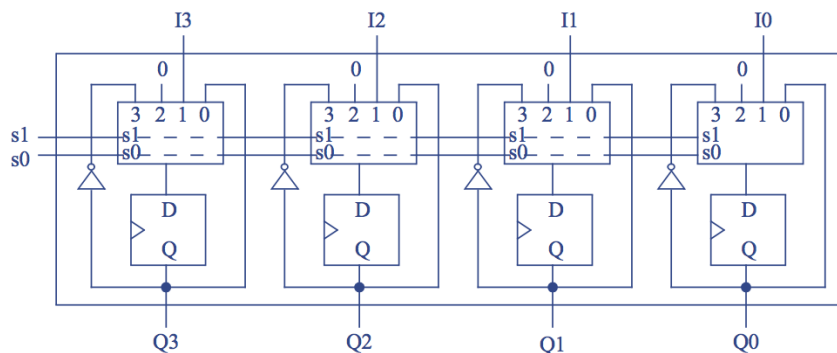 I3 I2 I1 I0
0 0 0 0
3 2 1 0 3 2 1 0 3 2 1 0 3 2 1 0
s1 s1 s1 s1 s1
s0 s0 s0 s0 s0
D D D D
Q Q Q Q
Q3 Q2 Q1 Q0